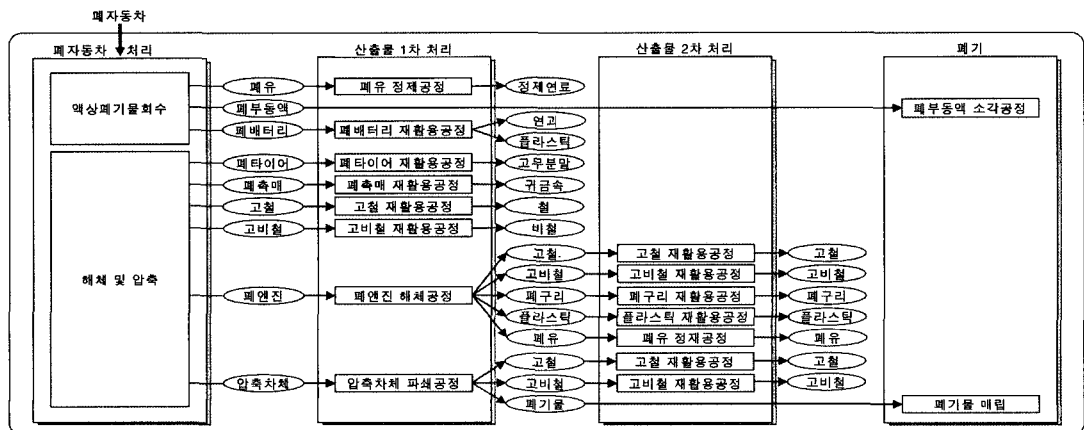 폐자동차
폐자동차 처리
산출물 1차 처리
산출물 2차 처리
폐기
액상폐기물회수
폐유
폐유 정제공정
정제연료
폐부동액
폐부동액 소각공정
폐배터리
폐배터리 재활용공정
연괴
플라스틱
해체 및 압축
폐타이어
폐타이어 재활용공정
고무분말
폐촉매
폐촉매 재활용공정
귀금속
고철
고철 재활용공정
철
고비철
고비철 재활용공정
비철
폐엔진
폐엔진 해체공정
고철
고철 재활용공정
고철
고비철
고비철 재활용공정
고비철
폐구리
폐구리 재활용공정
폐구리
플라스틱
플라스틱 재활용공정
플라스틱
폐유
폐유 정재공정
폐유
압축차체
압축차체 파쇄공정
고철
고철 재활용공정
고철
고비철
고비철 재활용공정
고비철
폐기물
폐기물 매립